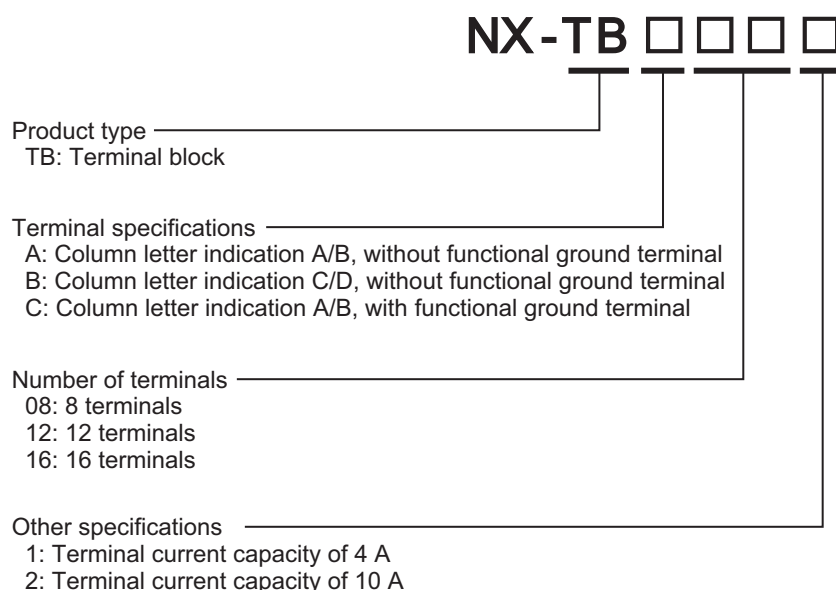 NX-TB □ □ □ □
Product type
TB: Terminal block
Terminal specifications
A: Column letter indication A/B, without functional ground terminal
B: Column letter indication C/D, without functional ground terminal
C: Column letter indication A/B, with functional ground terminal
Number of terminals
08: 8 terminals
12: 12 terminals
16: 16 terminals
Other specifications
1: Terminal current capacity of 4 A
2: Terminal current capacity of 10 A